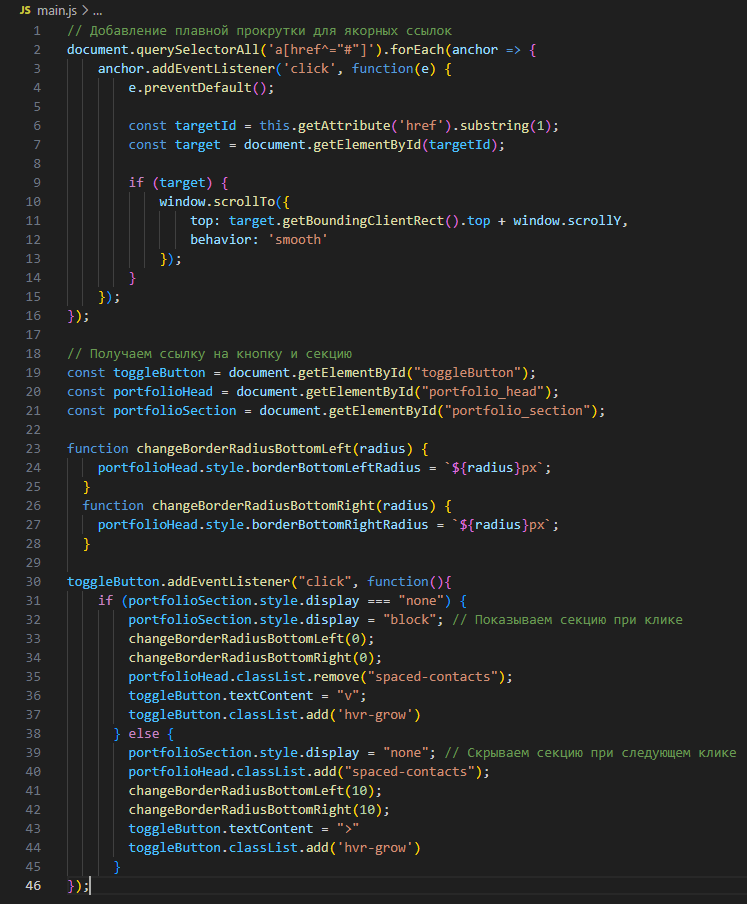 JS main.js > ...
1 // Добавление плавной прокрутки для якорных ссылок
2 document.querySelectorAll('a[href^="#"]').forEach(anchor => {
3     anchor.addEventListener('click', function(e) {
4         e.preventDefault();
5
6         const targetId = this.getAttribute('href').substring(1);
7         const target = document.getElementById(targetId);
8
9         if (target) {
10             window.scrollTo({
11                 top: target.getBoundingClientRect().top + window.scrollY,
12                 behavior: 'smooth'
13             });
14         }
15     });
16 });
17
18 // Получаем ссылку на кнопку и секцию
19 const toggleButton = document.getElementById("toggleButton");
20 const portfolioHead = document.getElementById("portfolio_head");
21 const portfolioSection = document.getElementById("portfolio_section");
22
23 function changeBorderRadiusBottomLeft(radius) {
24     portfolioHead.style.borderBottomLeftRadius = `${radius}px`;
25   }
26   function changeBorderRadiusBottomRight(radius) {
27     portfolioHead.style.borderBottomRightRadius = `${radius}px`;
28   }
29
30 toggleButton.addEventListener("click", function(){
31     if (portfolioSection.style.display === "none") {
32         portfolioSection.style.display = "block"; // Показываем секцию при клике
33         changeBorderRadiusBottomLeft(0);
34         changeBorderRadiusBottomRight(0);
35         portfolioHead.classList.remove("spaced-contacts");
36         toggleButton.textContent = "v";
37         toggleButton.classList.add('hvr-grow')
38       } else {
39         portfolioSection.style.display = "none"; // Скрываем секцию при следующем клике
40         portfolioHead.classList.add("spaced-contacts");
41         changeBorderRadiusBottomLeft(10);
42         changeBorderRadiusBottomRight(10);
43         toggleButton.textContent = ">"
44         toggleButton.classList.add('hvr-grow')
45       }
46 });